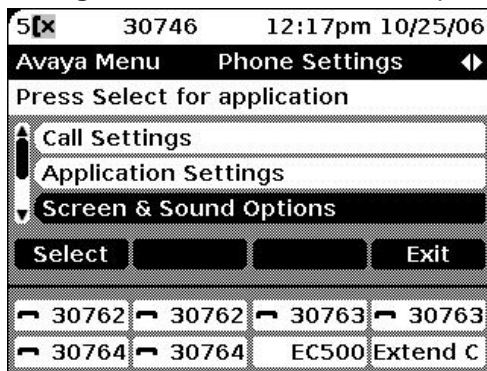 5 30746 12:17pm 10/25/06
Avaya Menu Phone Settings
Press Select for application
Call Settings
Application Settings
Screen & Sound Options
Select Exit
30762 30762 30763 30763
30764 30764 EC500 Extend C